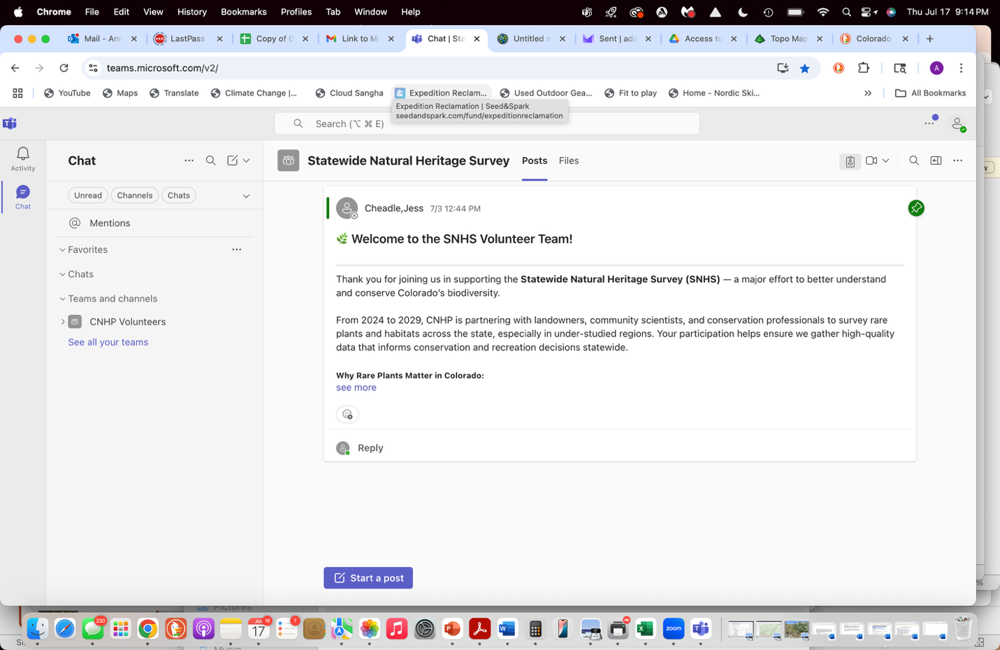 Chrome File Edit View History Bookmarks Profiles Tab Window Help Thu Jul 17 9:14 PM
Mail - Ann LastPass Copy of Link to Mi Chat | Sta Untitled Sent | ada Access to Topo Map Colorado
teams.microsoft.com/v2/ A
YouTube Maps Translate Climate Change |... Cloud Sangha Expedition Reclam... Used Outdoor Gea... Fit to play Home - Nordic Ski... » All Bookmarks
Expedition Reclamation | Seed&Spark
seedandspark.com/fund/expeditionreclamation
Search (⌥ ⌘ E)
Activity
Chat
Chat
Unread Channels Chats
@ Mentions
Favorites
Chats
Teams and channels
CNHP Volunteers
See all your teams
Statewide Natural Heritage Survey Posts Files
Cheadle,Jess 7/3 12:44 PM
🌿 Welcome to the SNHS Volunteer Team!
Thank you for joining us in supporting the Statewide Natural Heritage Survey (SNHS) — a major effort to better understand
and conserve Colorado's biodiversity.
From 2024 to 2029, CNHP is partnering with landowners, community scientists, and conservation professionals to survey rare
plants and habitats across the state, especially in under-studied regions. Your participation helps ensure we gather high-quality
data that informs conservation and recreation decisions statewide.
Why Rare Plants Matter in Colorado:
see more
Reply
Start a post
%
Pictures
230 JUL 16 17 7 zoom
Music